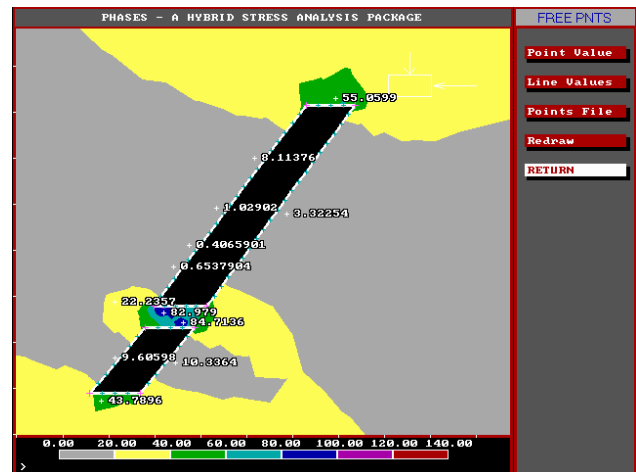 PHASES - A HYBRID STRESS ANALYSIS PACKAGE
FREE PNTS
Point Value
Line Values
Points File
Redraw
RETURN
55.0599
8.11376
1.02902
3.32254
0.4065901
0.6537904
22.2357
82.979
84.7136
9.60598
10.3364
43.7896
0.00 20.00 40.00 60.00 80.00 100.00 120.00 140.00
>